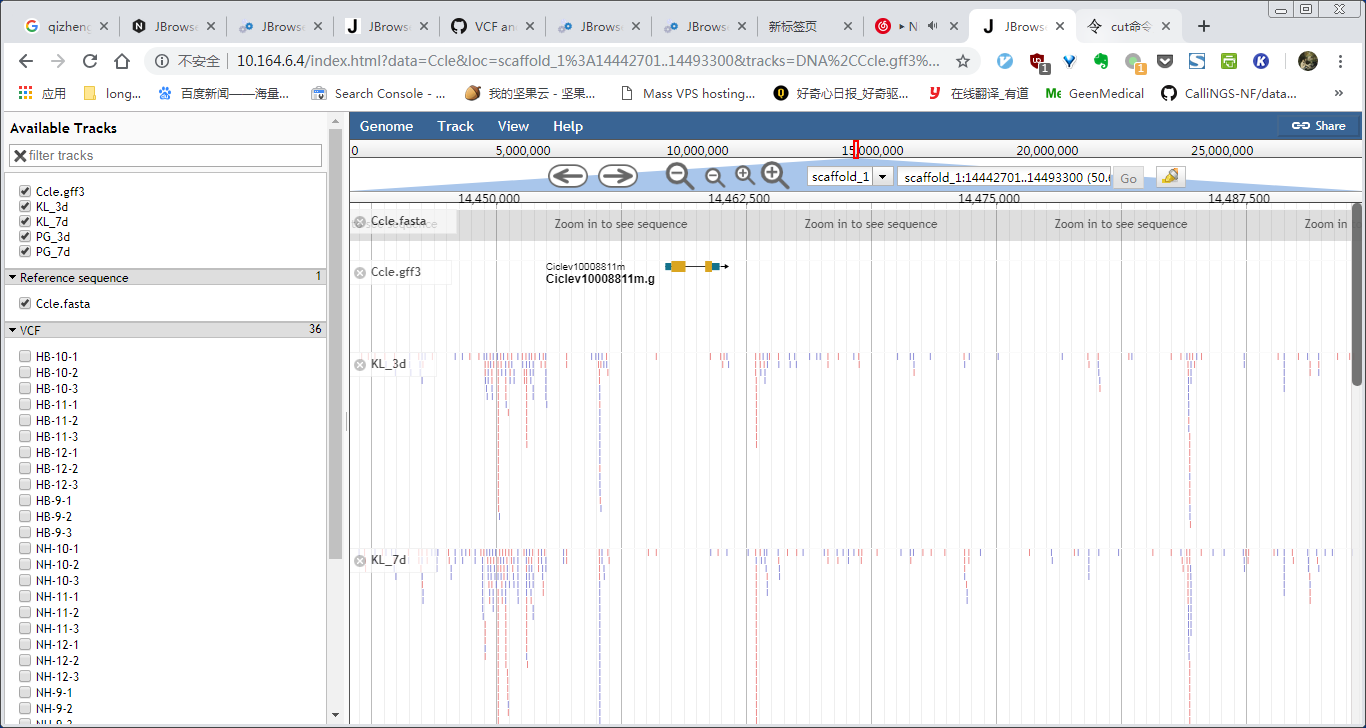 qizheng
JBrows
JBrows
JBrows
VCF an
JBrows
JBrows
新标签页
N
JBrow
cut命令
不安全
10.164.6.4/index.html?data=Ccle&loc=scaffold_1%3A14442701..14493300&tracks=DNA%2CCcle.gff3%...
1
1
应用
long...
百度新闻——海量...
Search Console - ...
我的坚果云 - 坚果...
Mass VPS hosting...
好奇心日报_好奇驱...
在线翻译_有道
GeenMedical
CalliNGS-NF/data...
»
Available Tracks
filter tracks
Ccle.gff3
KL_3d
KL_7d
PG_3d
PG_7d
Reference sequence
1
Ccle.fasta
VCF
36
HB-10-1
HB-10-2
HB-10-3
HB-11-1
HB-11-2
HB-11-3
HB-12-1
HB-12-2
HB-12-3
HB-9-1
HB-9-2
HB-9-3
NH-10-1
NH-10-2
NH-10-3
NH-11-1
NH-11-2
NH-11-3
NH-12-1
NH-12-2
NH-12-3
NH-9-1
NH-9-2
NH-9-3
Genome Track View Help
Share
0 5,000,000 10,000,000 15,000,000 20,000,000 25,000,000
scaffold_1
scaffold_1:14442701..14493300 (50.
Go
14,450,000 14,462,500 14,475,000 14,487,500
Ccle.fasta
Zoom in to see sequence Zoom in to see sequence Zoom in to see sequence Zoom in
Ccle.gff3
Ciclev10008811m
Ciclev10008811m.g
KL_3d
KL_7d